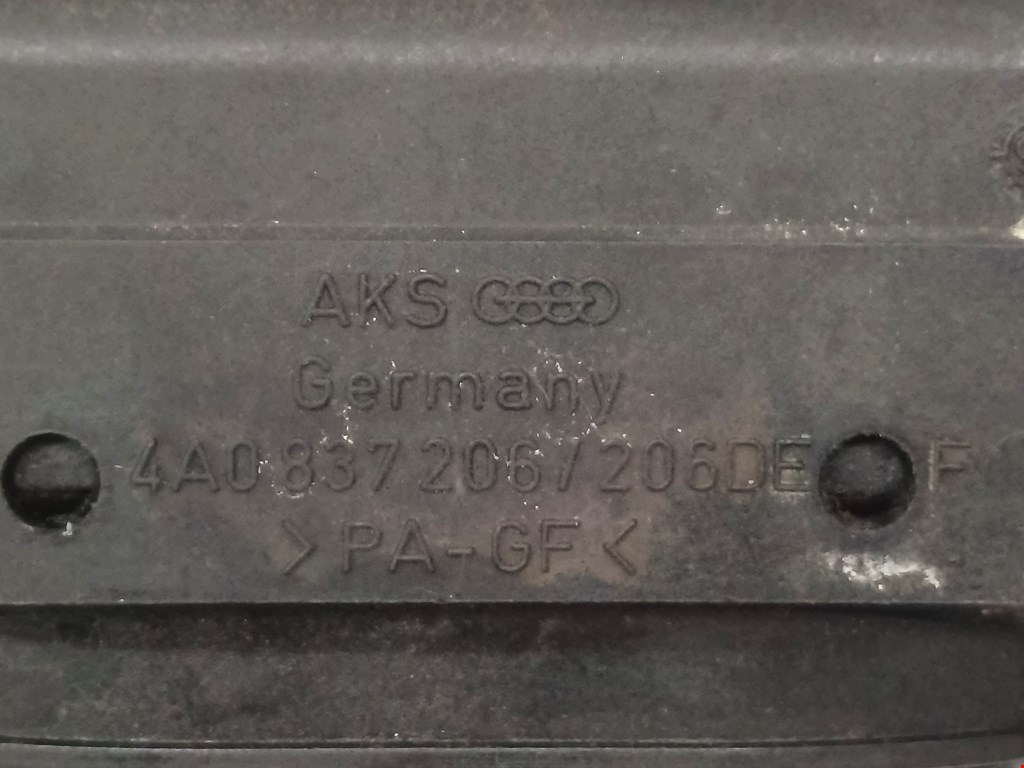 AKS
Germany
4A0 837 206 / 206DE F
>PA-GF<